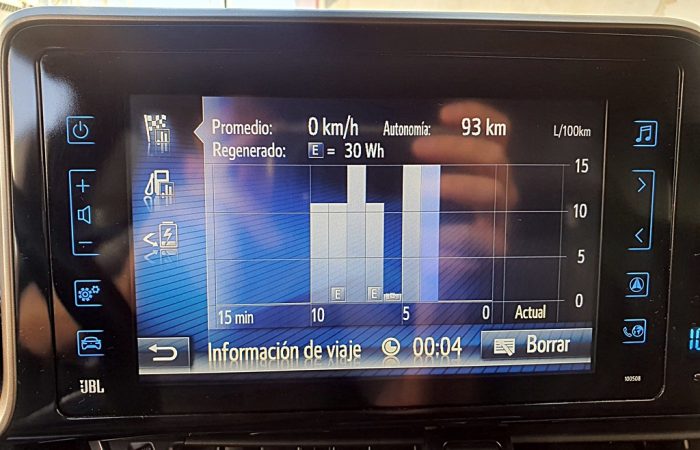 Promedio: 0 km/h Autonomía: 93 km L/100km
Regenerado: E = 30 Wh
15
10
5
0
E E
15 min 10 5 0 Actual
Información de viaje 00:04 Borrar
JBL
100508